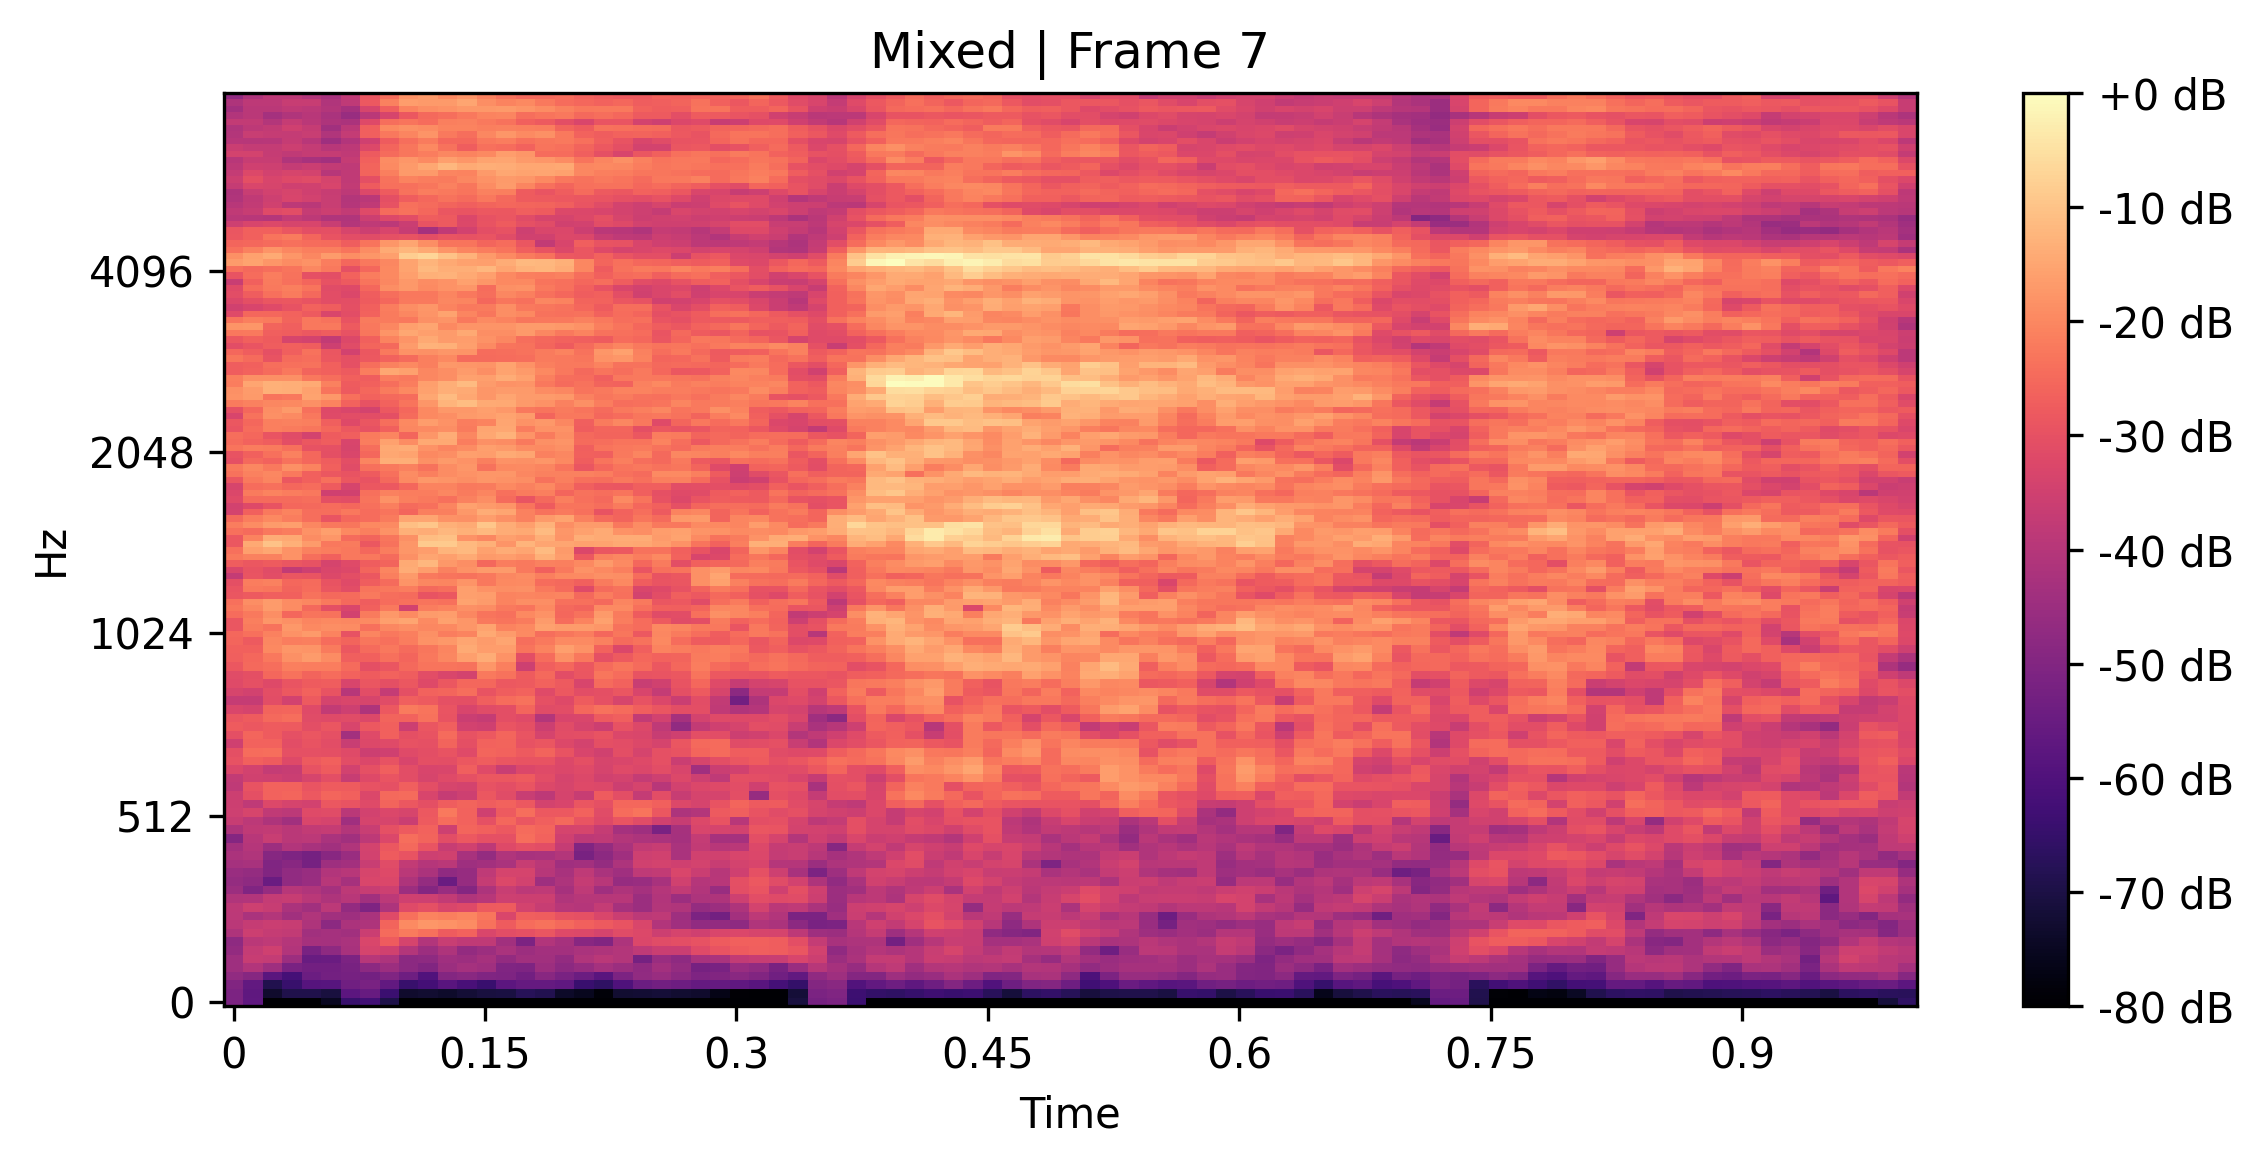 Mixed | Frame 7
+0 dB
-10 dB
-20 dB
-30 dB
-40 dB
-50 dB
-60 dB
-70 dB
-80 dB
4096
2048
1024
512
0
Hz
0 0.15 0.3 0.45 0.6 0.75 0.9
Time